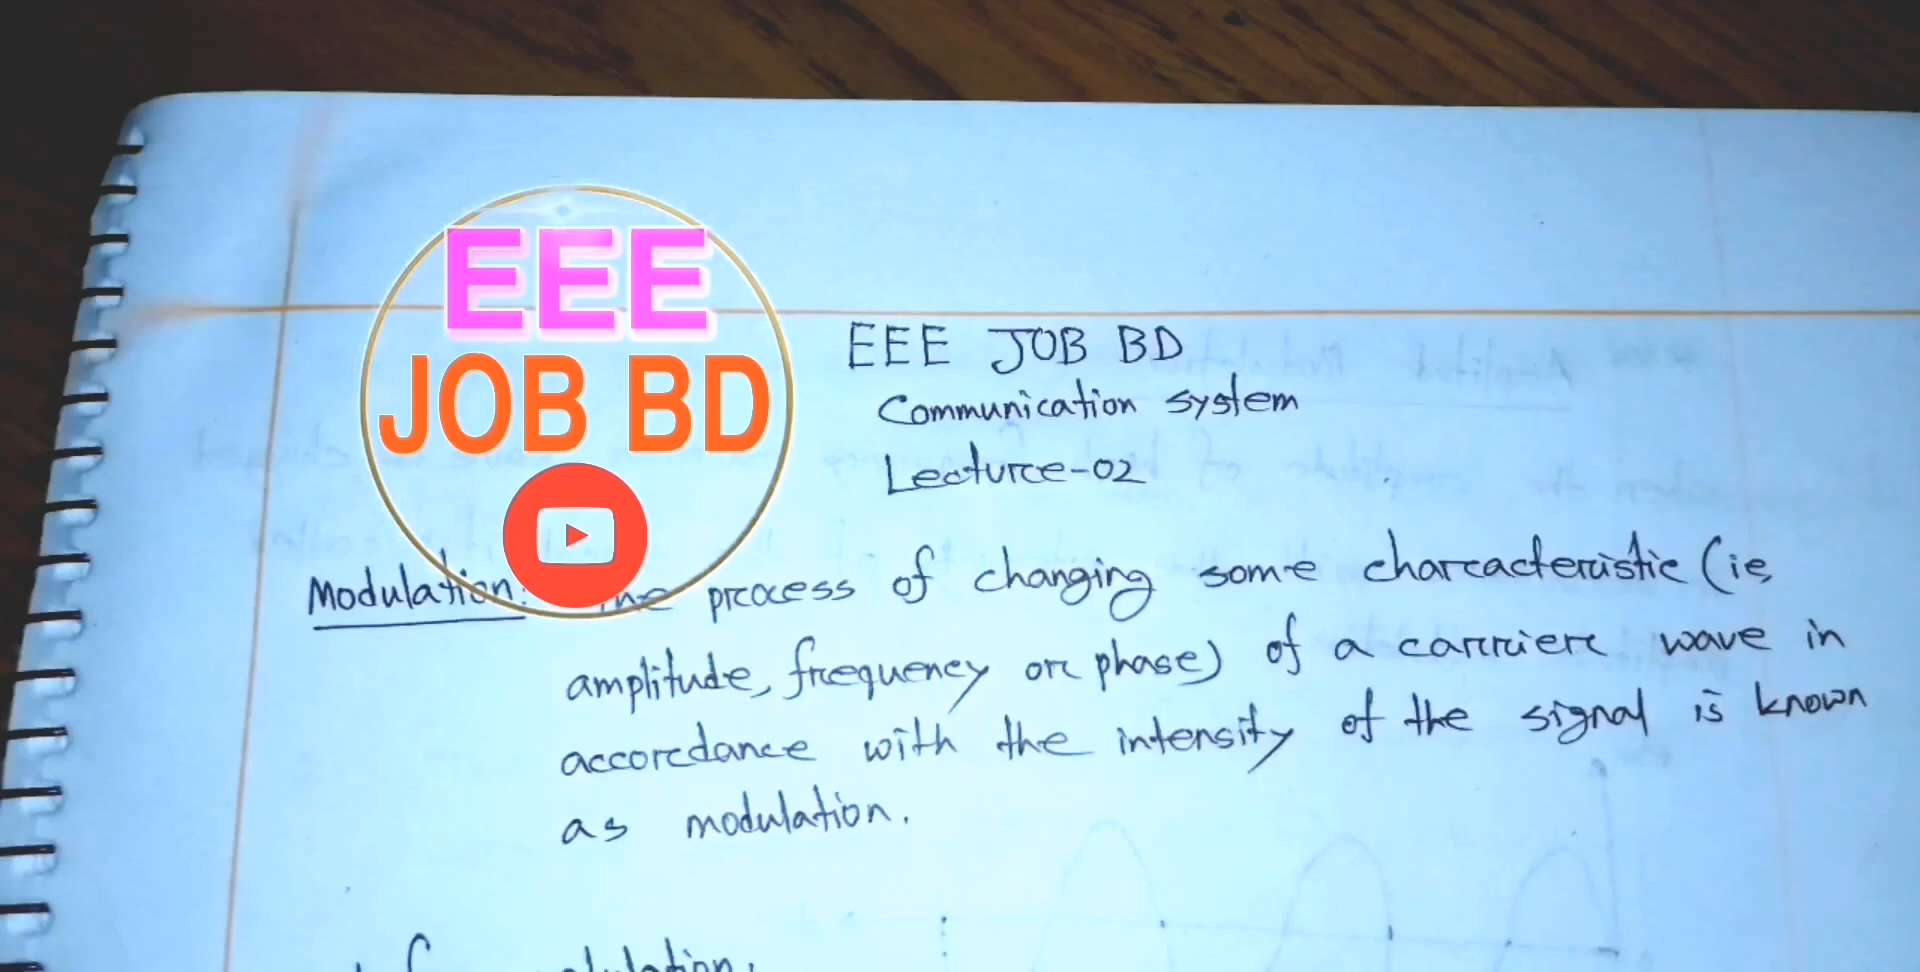 EEE
JOB BD
EEE JOB BD
Communication system
Lecture-02
Modulation: The process of changing some characteristic (ie,
amplitude, frequency or phase) of a carrier wave in
accordance with the intensity of the signal is known
as modulation.